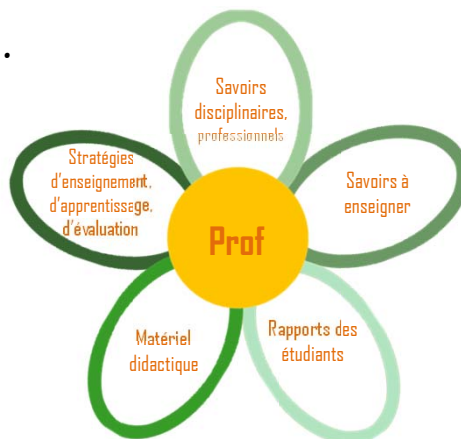 Savoirs
disciplinaires,
professionnels
Stratégies
d'enseignement,
d'apprentissage,
d'évaluation
Savoirs à
enseigner
Prof
Matériel
didactique
Rapports des
étudiants